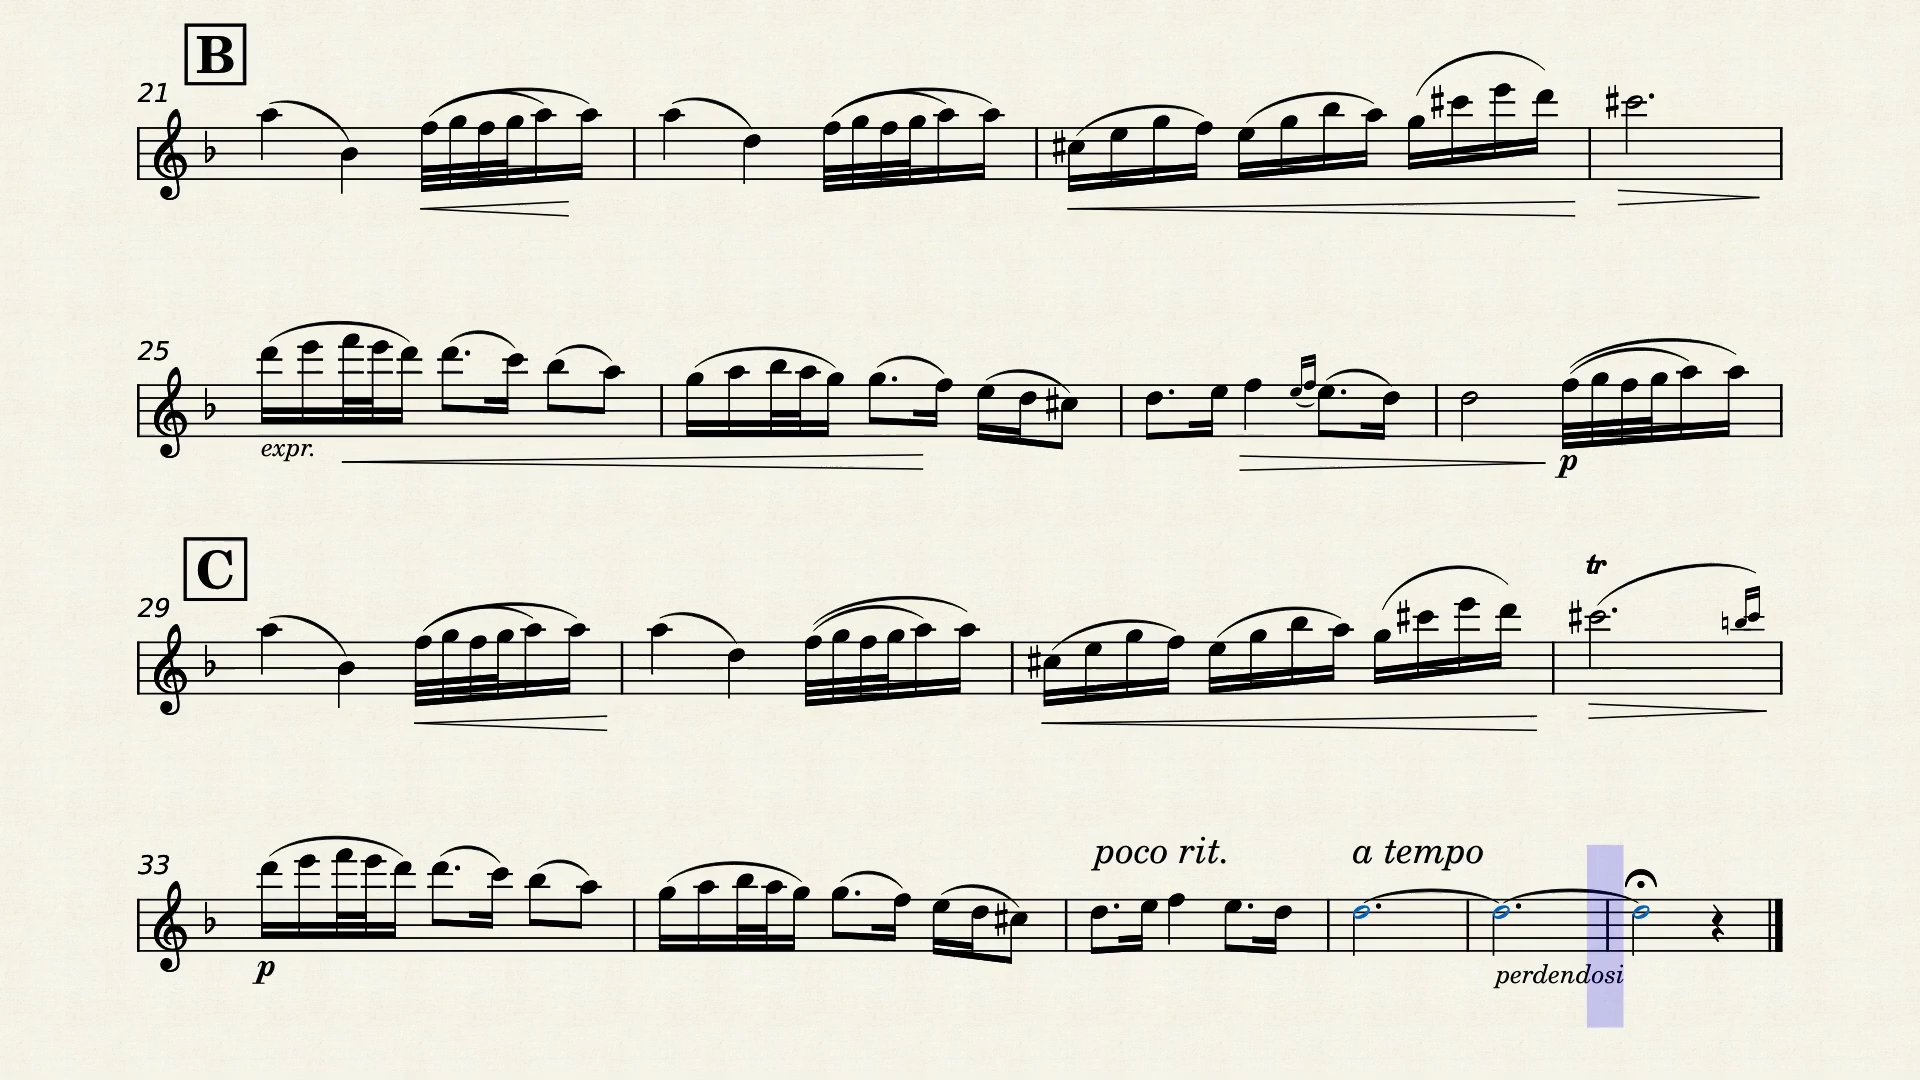 B
21
25
expr.
p
C
29
tr
33
poco rit.
a tempo
p
perdendosi